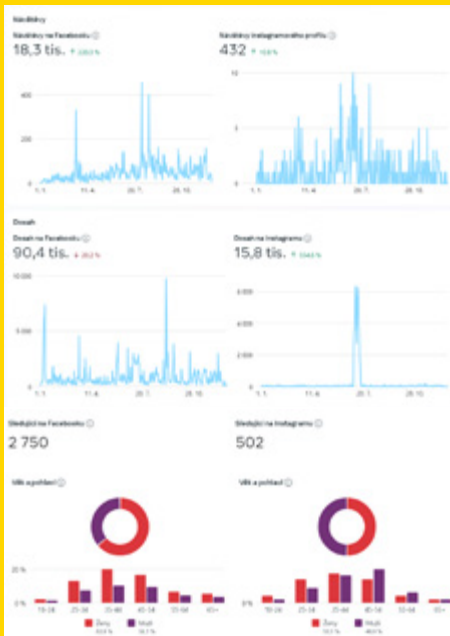 Návštěvy
Návštěvy na Facebooku
Návštěvy instagramového profilu
18,3 tis.
432
400
200
0
1. 1.
11. 4.
20. 7.
28. 10.
10
5
0
1. 1.
11. 4.
20. 7.
28. 10.
Dosah
Dosah na Facebooku
Dosah na Instagramu
90,4 tis.
15,8 tis.
10 000
5 000
0
1. 1.
11. 4.
20. 7.
28. 10.
6 000
4 000
2 000
0
1. 1.
11. 4.
20. 7.
28. 10.
Sledující na Facebooku
Sledující na Instagramu
2 750
502
Věk a pohlaví
Věk a pohlaví
20 %
0 %
18–24
25–34
35–44
45–54
55–64
65+
Ženy
Muži
20 %
0 %
18–24
25–34
35–44
45–54
55–64
65+
Ženy
Muži